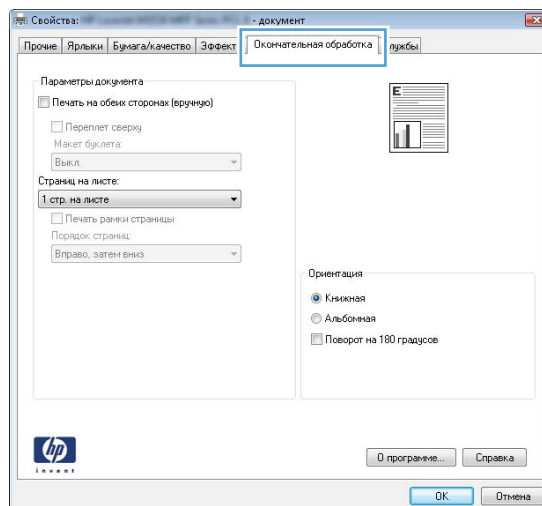 Свойства: - документ
Прочие Ярлыки Бумага/качество Эффект Окончательная обработка лужбы
Параметры документа
Печать на обеих сторонах (вручную)
Переплет сверху
Макет буклета:
Выкл.
Страниц на листе:
1 стр. на листе
Печать рамки страницы
Порядок страниц:
Вправо, затем вниз
E
Ориентация
Книжная
Альбомная
Поворот на 180 градусов
hp
invent
О программе... Справка
OK Отмена